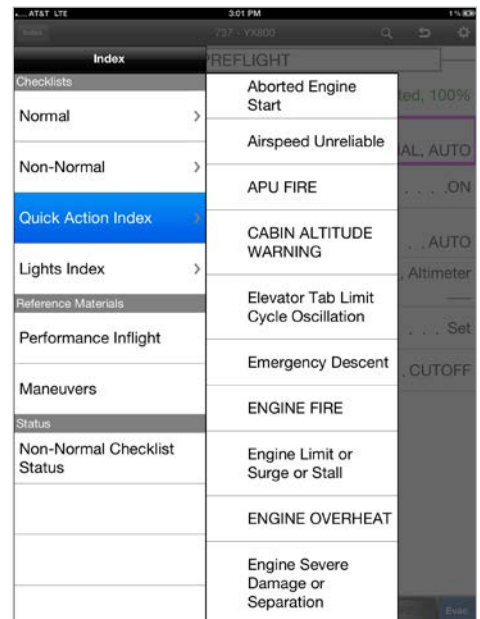 AT&T LTE 3:01 PM 1%
Index 737 - YX800
Index
PREFLIGHT
Checklists
Normal
Non-Normal
Quick Action Index
Lights Index
Reference Materials
Performance Inflight
Maneuvers
Status
Non-Normal Checklist
Status
Aborted Engine
Start
Airspeed Unreliable
APU FIRE
CABIN ALTITUDE
WARNING
Elevator Tab Limit
Cycle Oscillation
Emergency Descent
ENGINE FIRE
Engine Limit or
Surge or Stall
ENGINE OVERHEAT
Engine Severe
Damage or
Separation
ted, 100%
AL, AUTO
. . . .ON
. . AUTO
, Altimeter
. . . Set
. CUTOFF
Evac